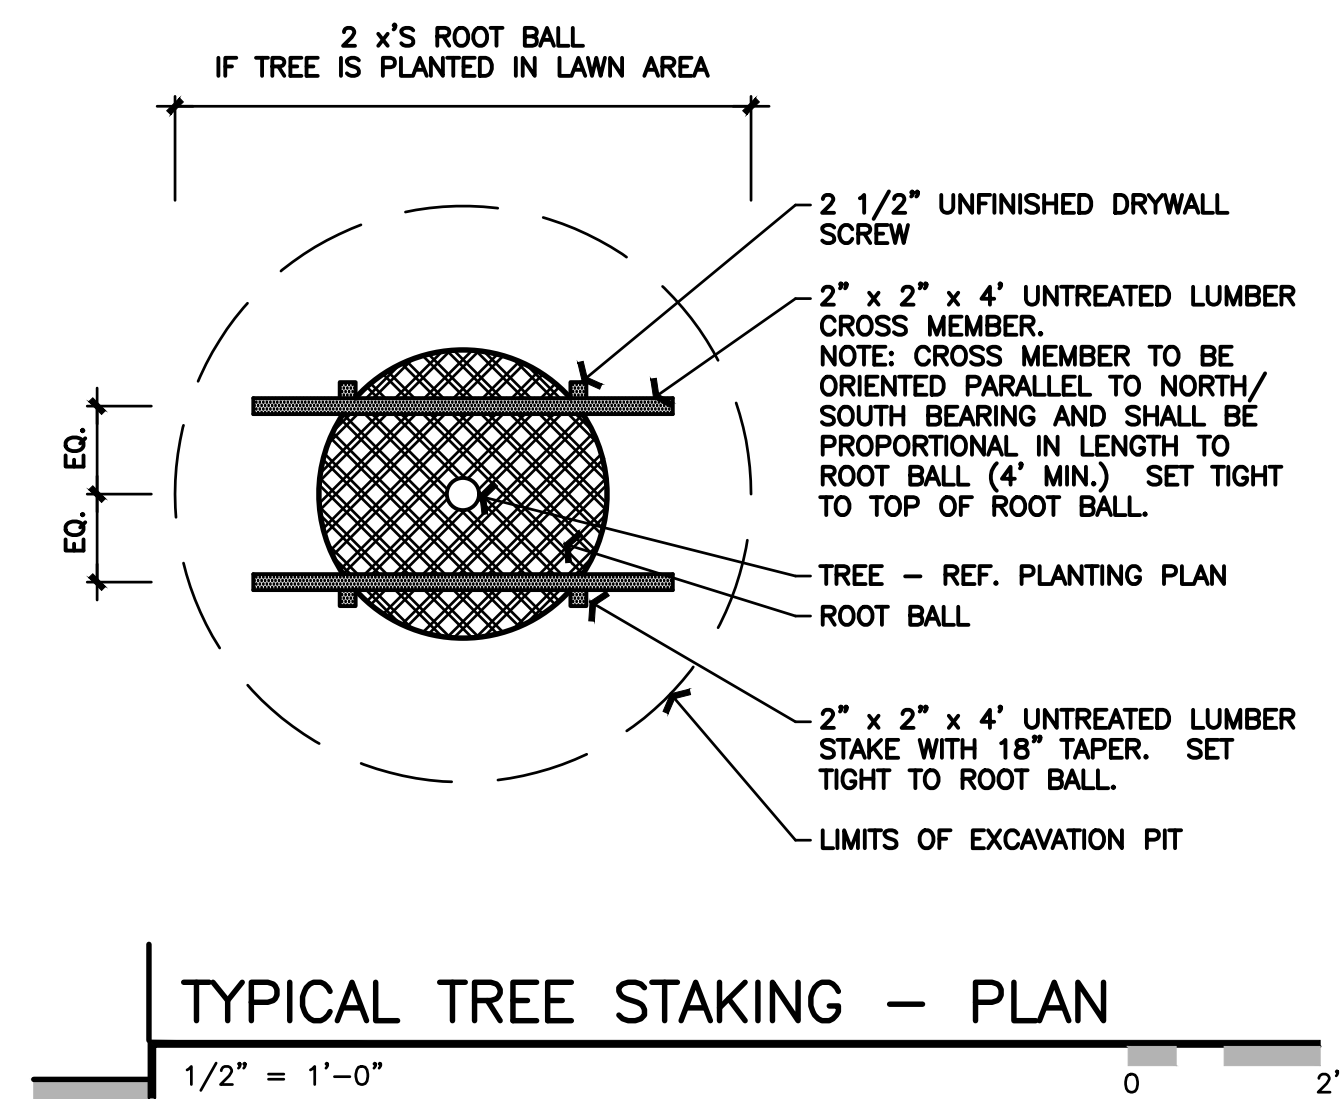 2 x'S ROOT BALL
IF TREE IS PLANTED IN LAWN AREA
2 1/2" UNFINISHED DRYWALL
SCREW
2" x 2" x 4' UNTREATED LUMBER
CROSS MEMBER.
NOTE: CROSS MEMBER TO BE
ORIENTED PARALLEL TO NORTH/
SOUTH BEARING AND SHALL BE
PROPORTIONAL IN LENGTH TO
ROOT BALL (4' MIN.) SET TIGHT
TO TOP OF ROOT BALL.
EQ.
EQ.
TREE - REF. PLANTING PLAN
ROOT BALL
2" x 2" x 4' UNTREATED LUMBER
STAKE WITH 18" TAPER. SET
TIGHT TO ROOT BALL.
LIMITS OF EXCAVATION PIT
TYPICAL TREE STAKING - PLAN
1/2" = 1'-0"
0 2'